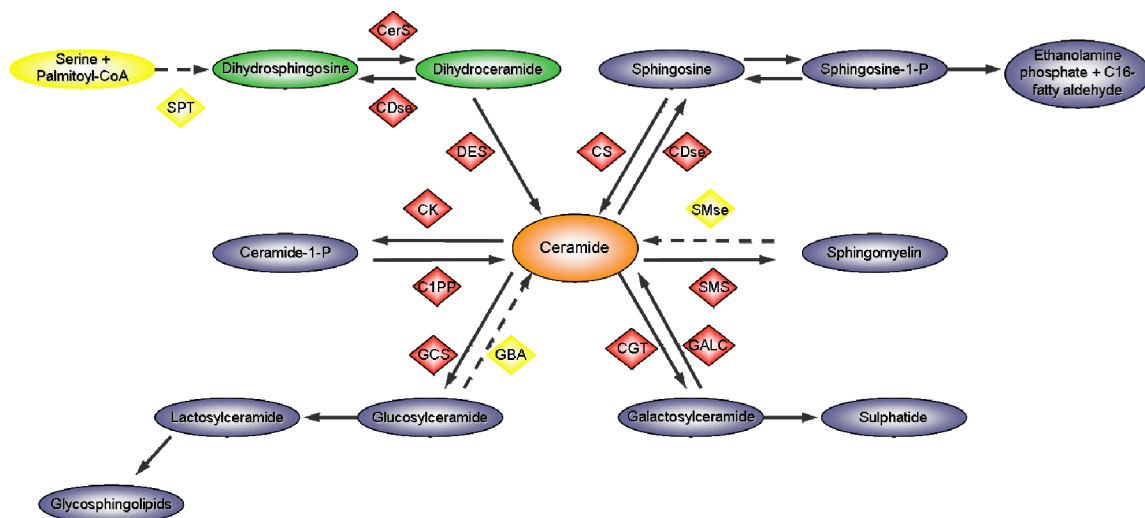 CerS
Serine +
Palmitoyl-CoA
Dihydrosphingosine
Dihydroceramide
Sphingosine
Sphingosine-1-P
Ethanolamine
phosphate + C16-
fatty aldehyde
SPT
CDse
DES
CS
CDse
CK
SMse
Ceramide-1-P
Ceramide
Sphingomyelin
C1PP
SMS
GCS
GBA
CGT
GALC
Lactosylceramide
Glucosylceramide
Galactosylceramide
Sulphatide
Glycosphingolipids